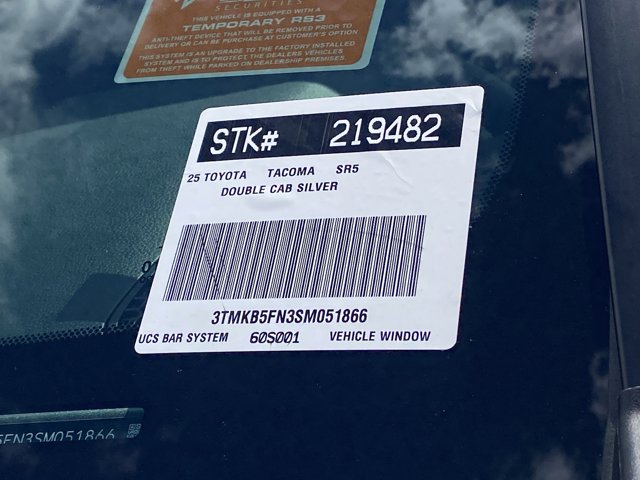 SECURITIES
THIS VEHICLE IS EQUIPPED WITH A
TEMPORARY RS3
ANTI-THEFT DEVICE THAT WILL BE REMOVED PRIOR TO
DELIVERY OR CAN BE PURCHASE AT CUSTOMER'S OPTION
THIS SYSTEM IS AN UPGRADE TO THE FACTORY INSTALLED
SYSTEM AND IS TO PROTECT THE DEALERS VEHICLES
FROM THEFT WHILE PARKED ON DEALERSHIP PREMISES.
STK# 219482
25 TOYOTA TACOMA SR5
DOUBLE CAB SILVER
3TMKB5FN3SM051866
UCS BAR SYSTEM 60S001 VEHICLE WINDOW
5FN3SM051866